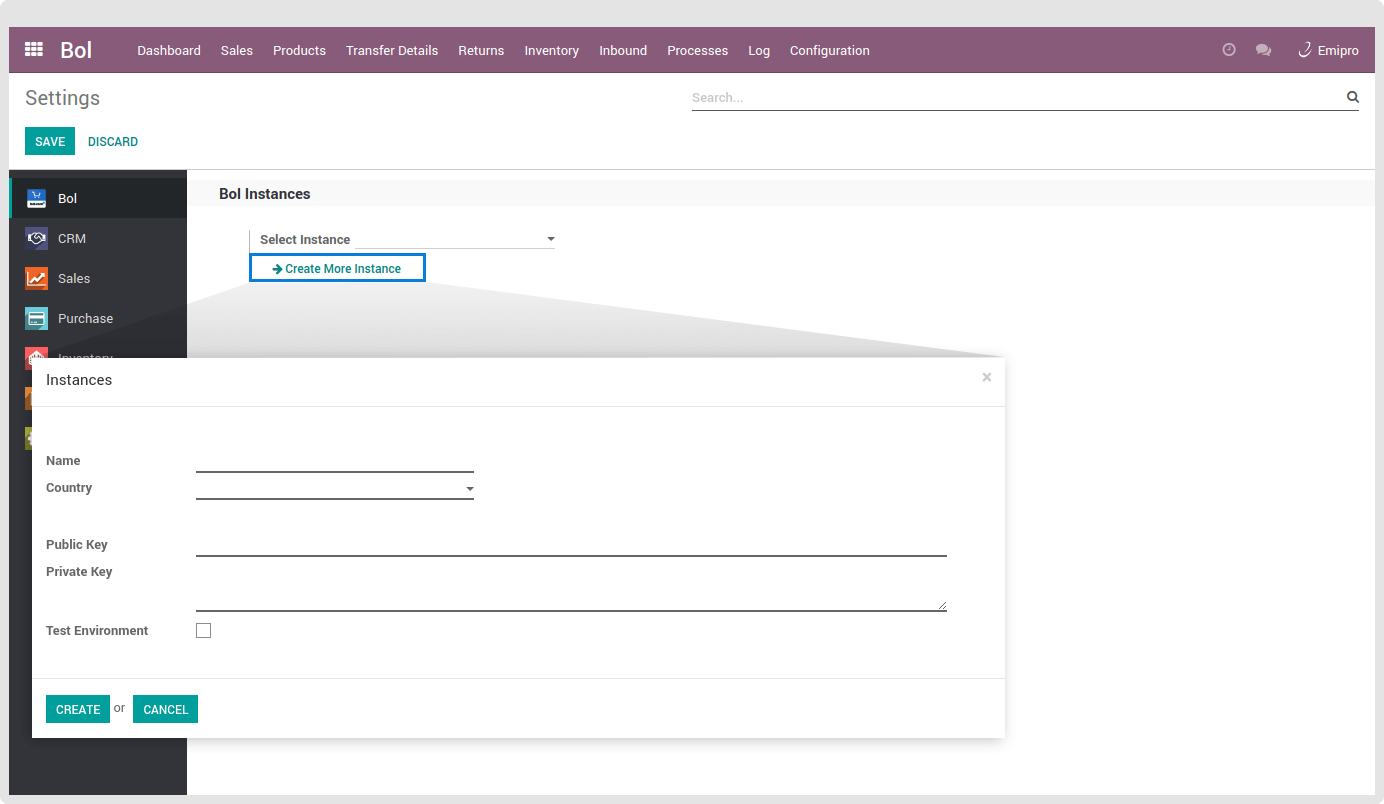 Bol Dashboard Sales Products Transfer Details Returns Inventory Inbound Processes Log Configuration Emipro
Settings Search...
SAVE DISCARD
Bol
CRM
Sales
Purchase
Inventory
Bol Instances
Select Instance
Create More Instance
Instances ×
Name
Country
Public Key
Private Key
Test Environment
CREATE or CANCEL